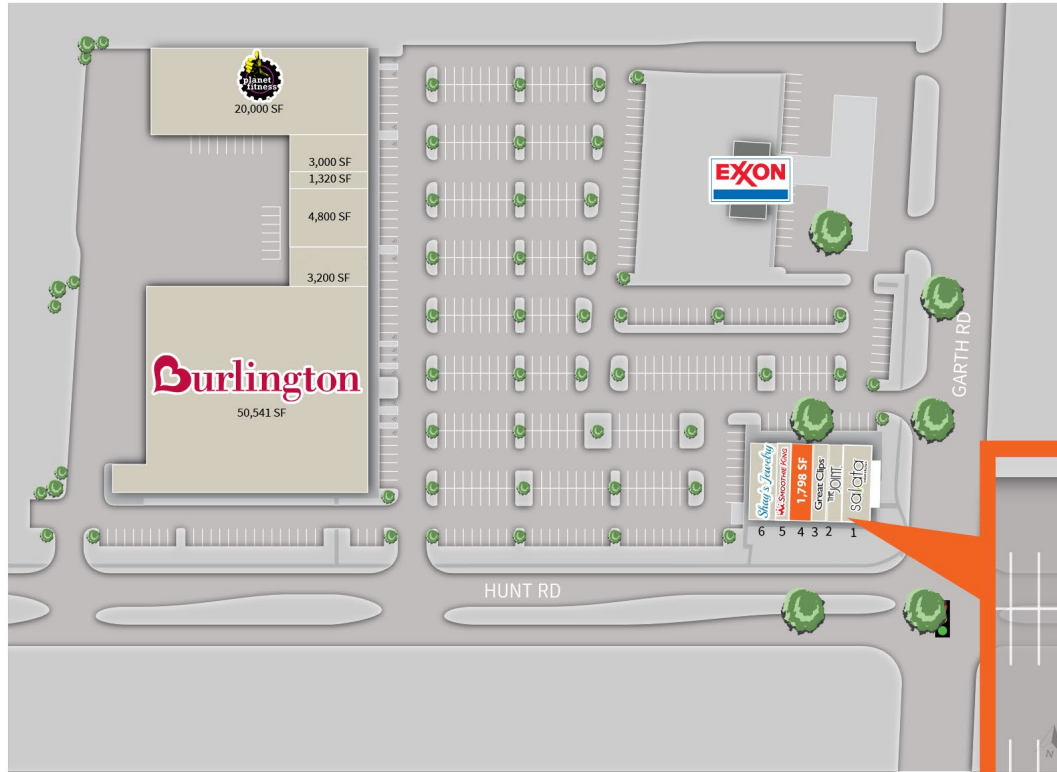 planet fitness
20,000 SF
3,000 SF
1,320 SF
4,800 SF
3,200 SF
Burlington
50,541 SF
EXXON
GARTH RD
Shay's Jewelry
SMOOTHIE KING
1,798 SF
Great Clips
THE JOINT
salata
6 5 4 3 2 1
HUNT RD
N